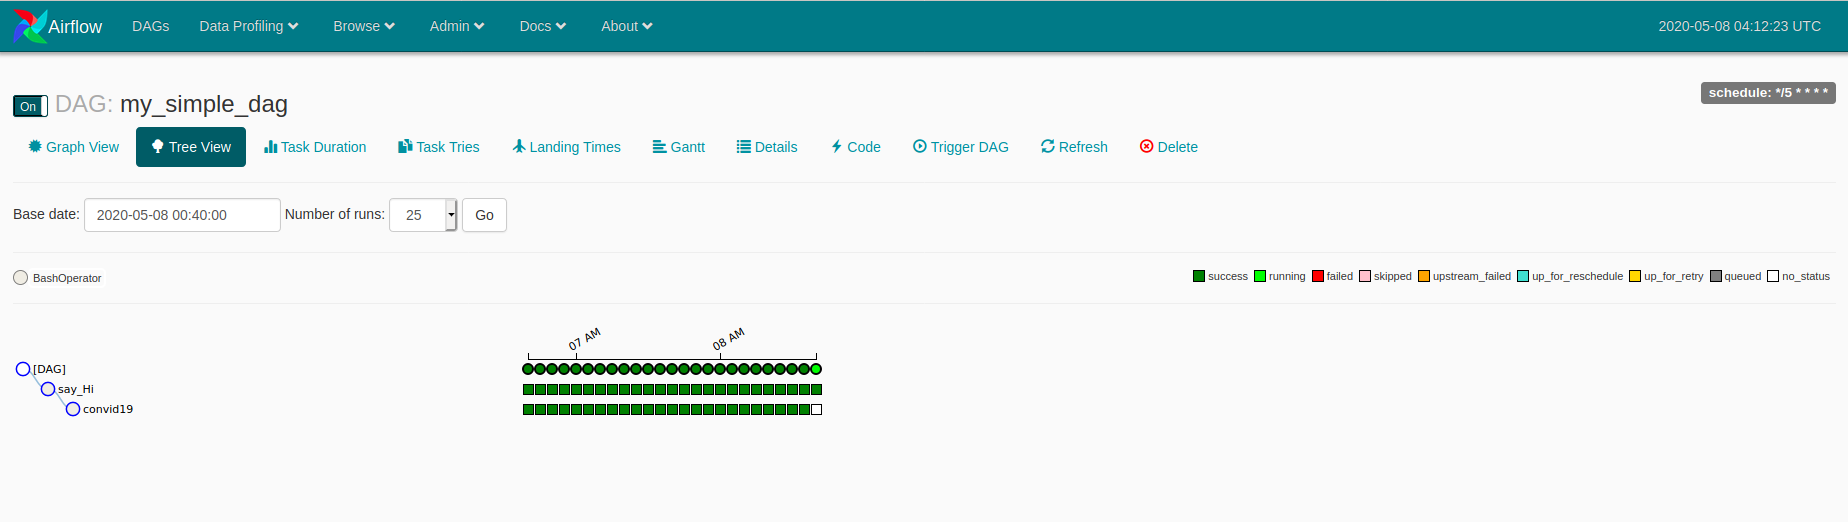 Airflow DAGs Data Profiling Browse Admin Docs About 2020-05-08 04:12:23 UTC
schedule: */5 * * * *
On DAG: my_simple_dag
Graph View Tree View Task Duration Task Tries Landing Times Gantt Details Code Trigger DAG Refresh Delete
Base date: 2020-05-08 00:40:00 Number of runs: 25 Go
BashOperator success running failed skipped upstream_failed up_for_reschedule up_for_retry queued no_status
07 AM 08 AM
[DAG]
say_Hi
convid19